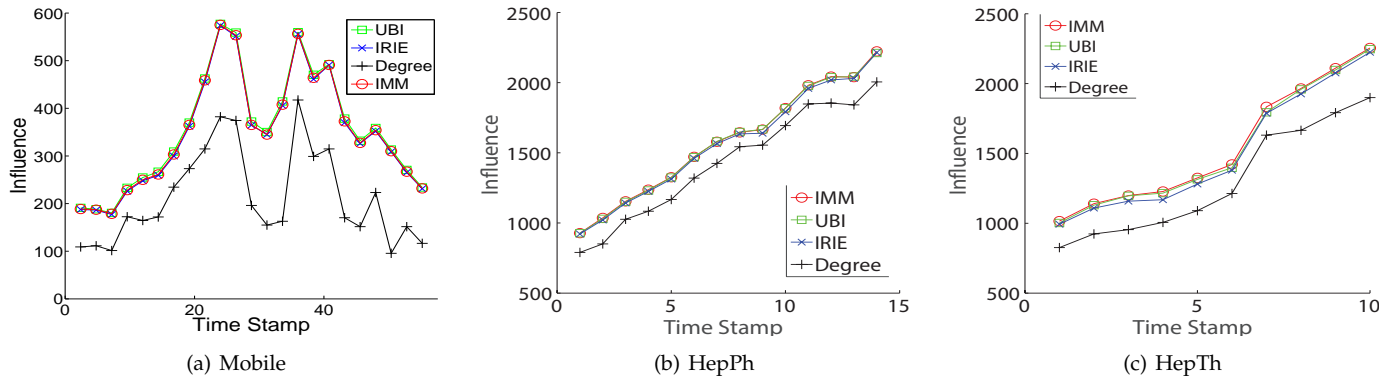 600
500
400
300
200
100
0
Influence
0
20
40
Time Stamp
UBI
IRIE
Degree
IMM
(a) Mobile
2500
2000
1500
1000
500
Influence
0
5
10
15
Time Stamp
IMM
UBI
IRIE
Degree
(b) HepPh
2500
2000
1500
1000
500
Influence
0
5
10
Time Stamp
IMM
UBI
IRIE
Degree
(c) HepTh